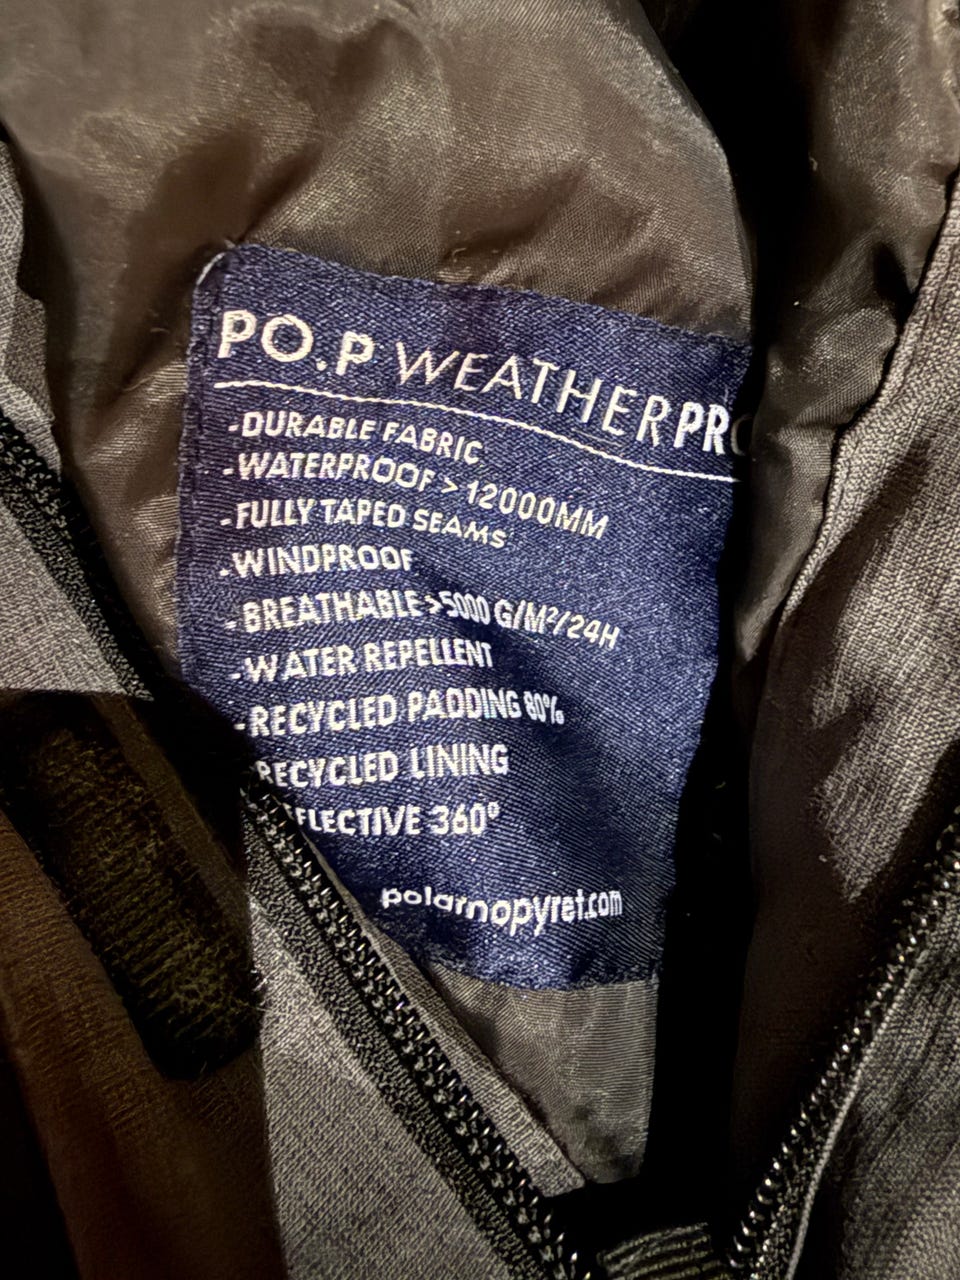 PO.P WEATHERPRO
-DURABLE FABRIC
-WATERPROOF > 12000MM
-FULLY TAPED SEAMS
-WINDPROOF
-BREATHABLE >5000 G/M²/24H
-WATER REPELLENT
-RECYCLED PADDING 80%
RECYCLED LINING
FLECTIVE 360°
polarnopyret.com